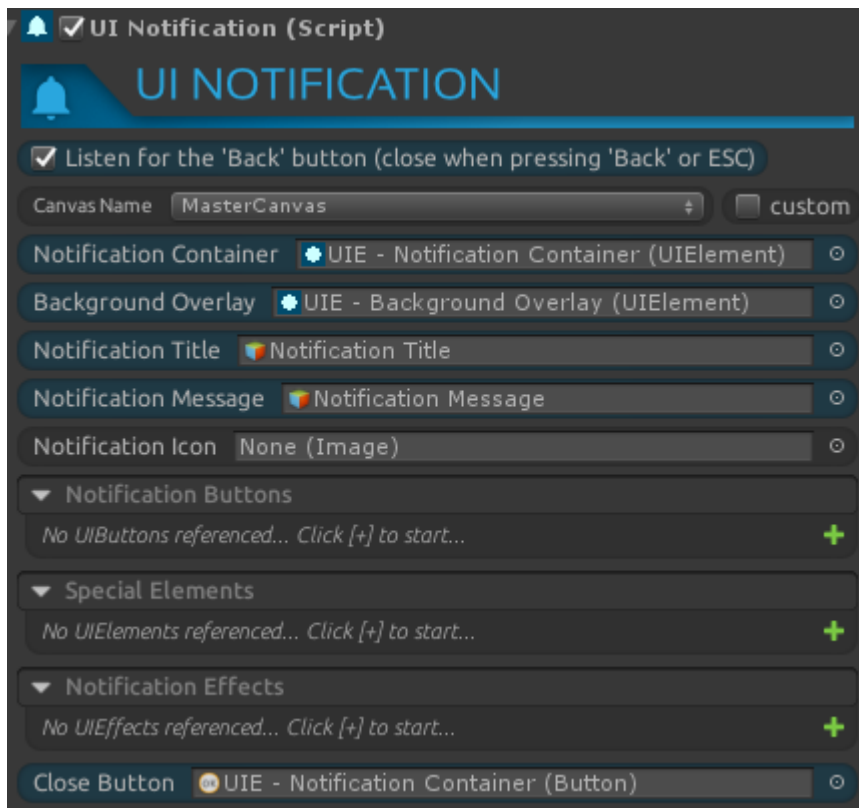 UI Notification (Script)
UI NOTIFICATION
Listen for the 'Back' button (close when pressing 'Back' or ESC)
Canvas Name MasterCanvas custom
Notification Container UIE - Notification Container (UIElement)
Background Overlay UIE - Background Overlay (UIElement)
Notification Title Notification Title
Notification Message Notification Message
Notification Icon None (Image)
Notification Buttons
No UIButtons referenced... Click [+] to start...
Special Elements
No UIElements referenced... Click [+] to start...
Notification Effects
No UIEffects referenced... Click [+] to start...
Close Button UIE - Notification Container (Button)